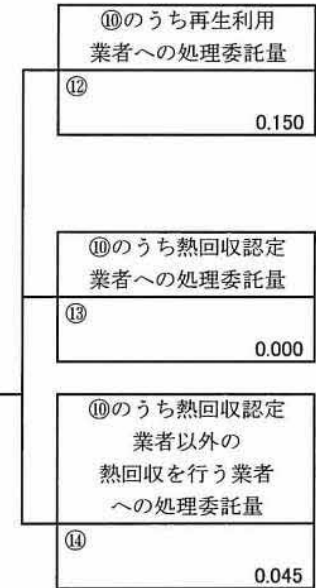 ⑩のうち再生利用
業者への処理委託量
⑫
0.150
⑩のうち熱回収認定
業者への処理委託量
⑬
0.000
⑩のうち熱回収認定
業者以外の
熱回収を行う業者
への処理委託量
⑭
0.045